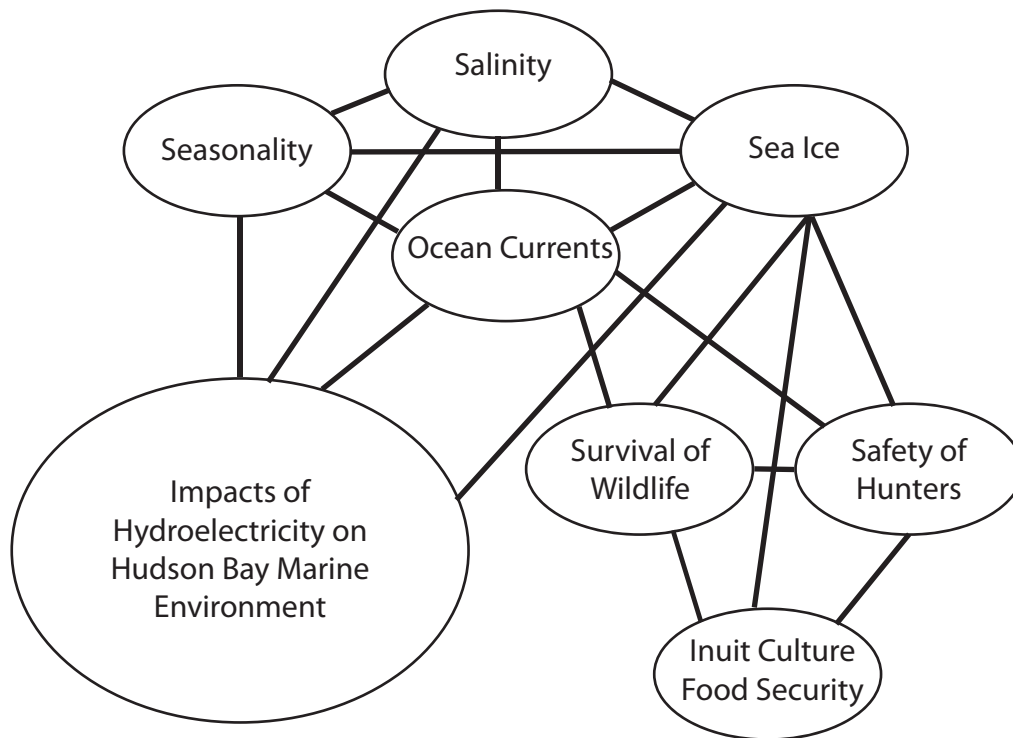 Salinity
Seasonality
Sea Ice
Ocean Currents
Impacts of
Hydroelectricity on
Hudson Bay Marine
Environment
Survival of
Wildlife
Safety of
Hunters
Inuit Culture
Food Security